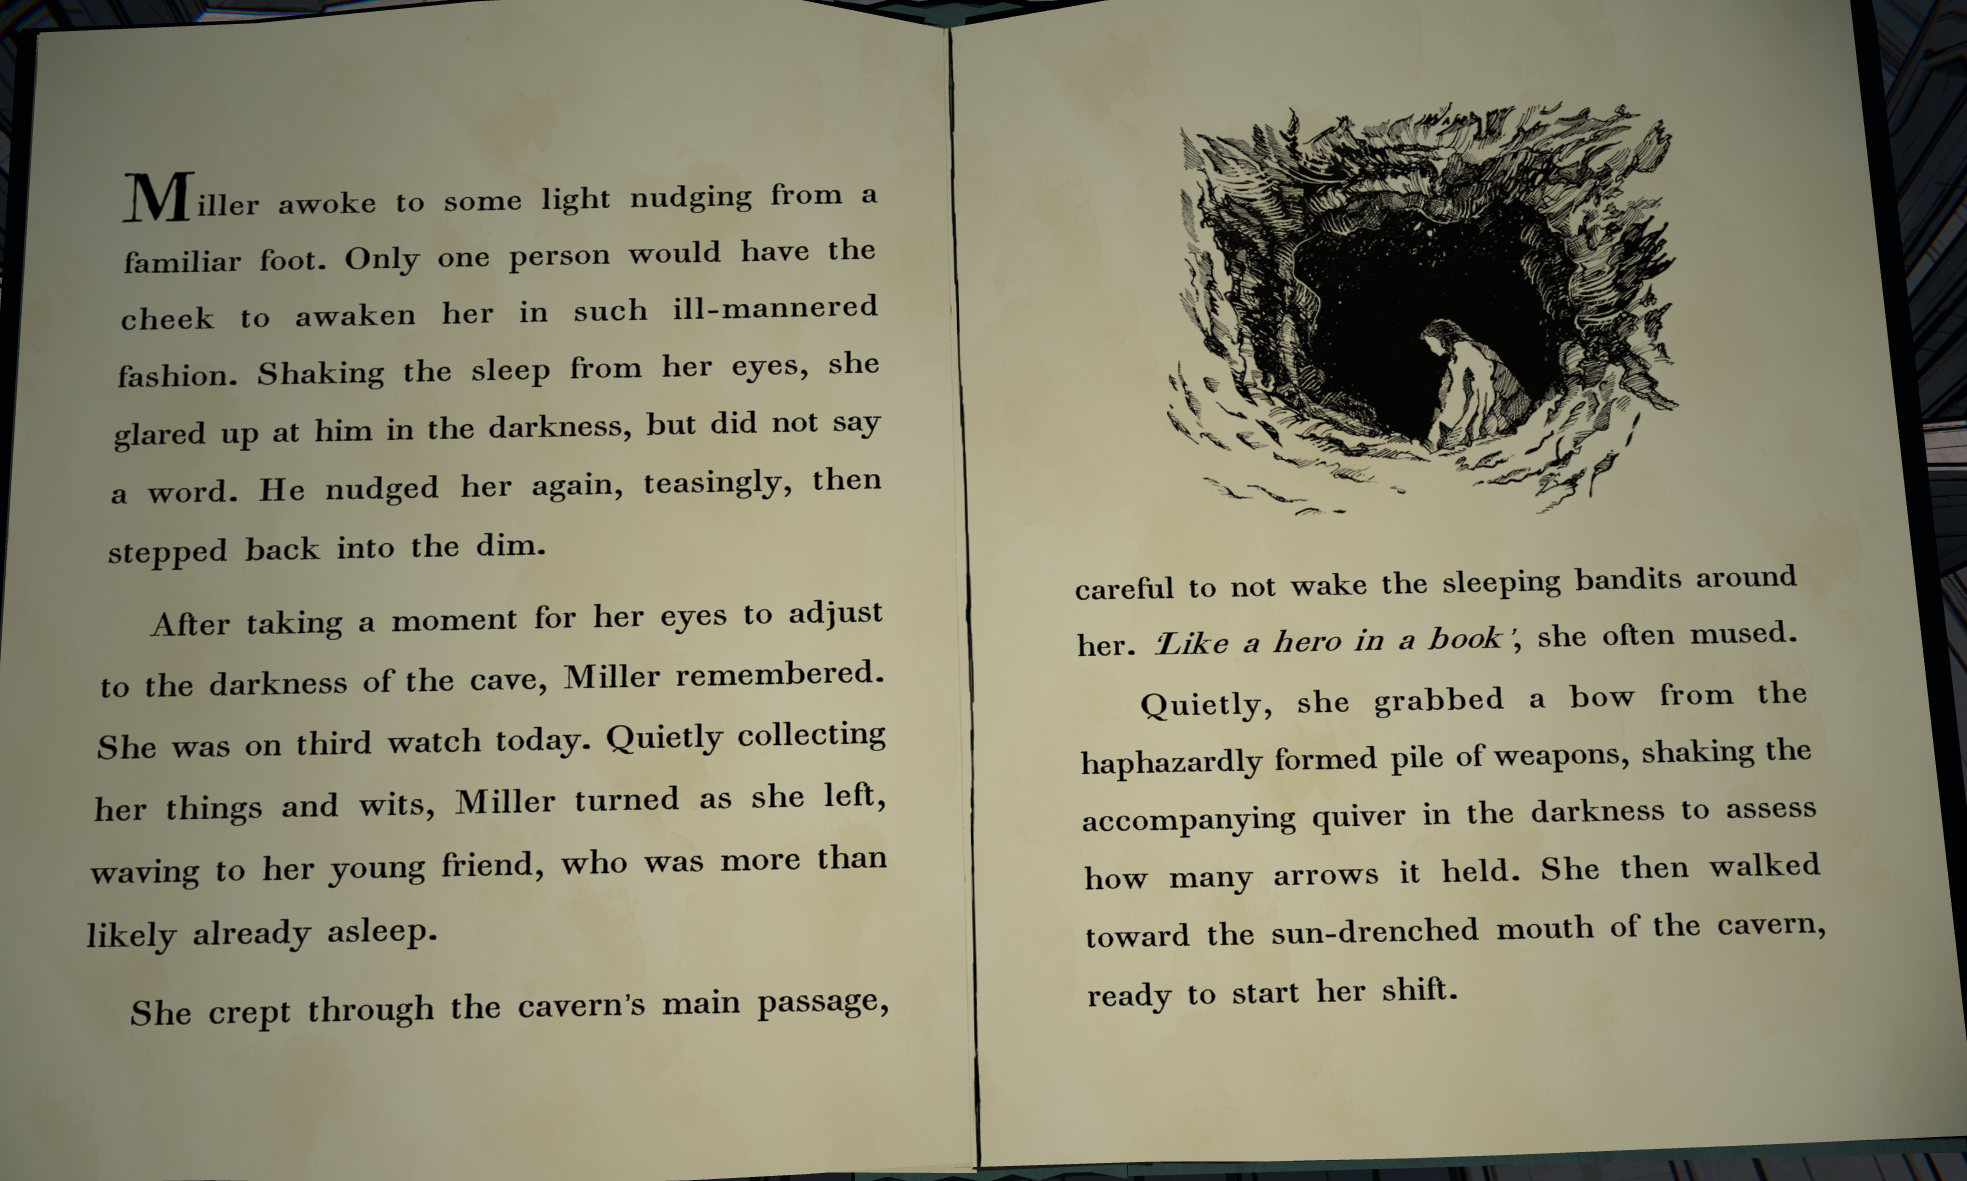 Miller awoke to some light nudging from a
familiar foot. Only one person would have the
cheek to awaken her in such ill-mannered
fashion. Shaking the sleep from her eyes, she
glared up at him in the darkness, but did not say
a word. He nudged her again, teasingly, then
stepped back into the dim.
After taking a moment for her eyes to adjust
to the darkness of the cave, Miller remembered.
She was on third watch today. Quietly collecting
her things and wits, Miller turned as she left,
waving to her young friend, who was more than
likely already asleep.
She crept through the cavern's main passage,
careful to not wake the sleeping bandits around
her. 'Like a hero in a book', she often mused.
Quietly, she grabbed a bow from the
haphazardly formed pile of weapons, shaking the
accompanying quiver in the darkness to assess
how many arrows it held. She then walked
toward the sun-drenched mouth of the cavern,
ready to start her shift.